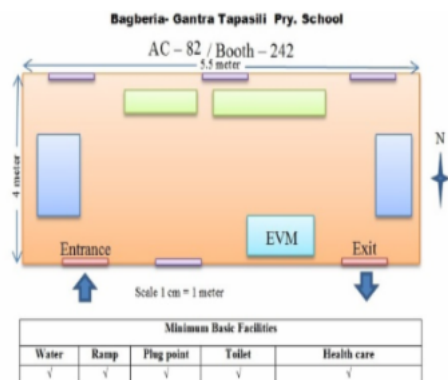 Bagberia- Gantra Tapasili Pry. School
AC – 82 / Booth – 242
5.5 meter
4 meter
N
EVM
Entrance
Exit
Scale 1 cm = 1 meter
Minimum Basic Facilities
Water Ramp Plug point Toilet Health care
√ √ √ √ √